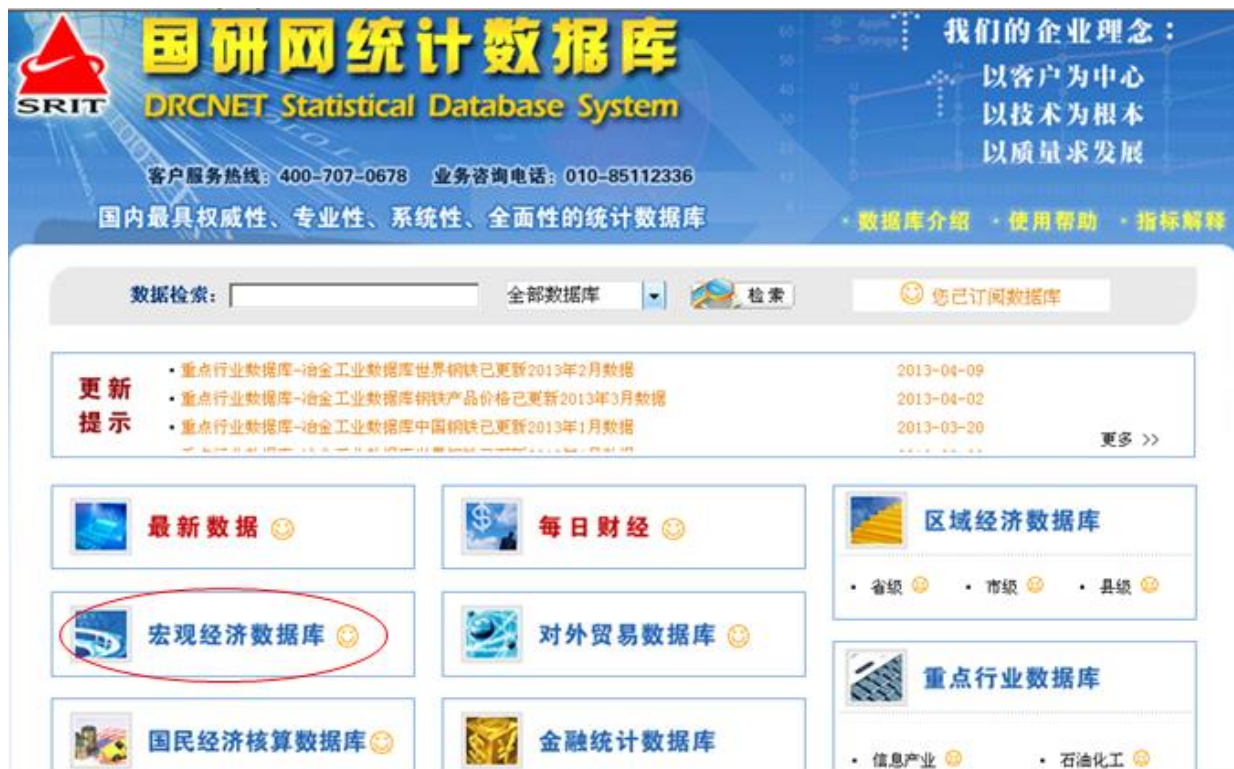 SRIT
国研网统计数据库
DRCNET Statistical Database System
客户服务热线：400-707-0678 业务咨询电话：010-85112336
国内最具权威性、专业性、系统性、全面性的统计数据库
我们的企业理念：
以客户为中心
以技术为根本
以质量求发展
·数据库介绍 ·使用帮助 ·指标解释
数据检索： 全部数据库 检索 您已订阅数据库
更新提示
·重点行业数据库-冶金工业数据库世界钢铁已更新2013年2月数据 2013-04-09
·重点行业数据库-冶金工业数据库钢铁产品价格已更新2013年3月数据 2013-04-02
·重点行业数据库-冶金工业数据库中国钢铁已更新2013年1月数据 2013-03-20
更多 >>
最新数据
每日财经
区域经济数据库
·省级 ·市级 ·县级
宏观经济数据库
对外贸易数据库
重点行业数据库
国民经济核算数据库
金融统计数据库
·信息产业 ·石油化工